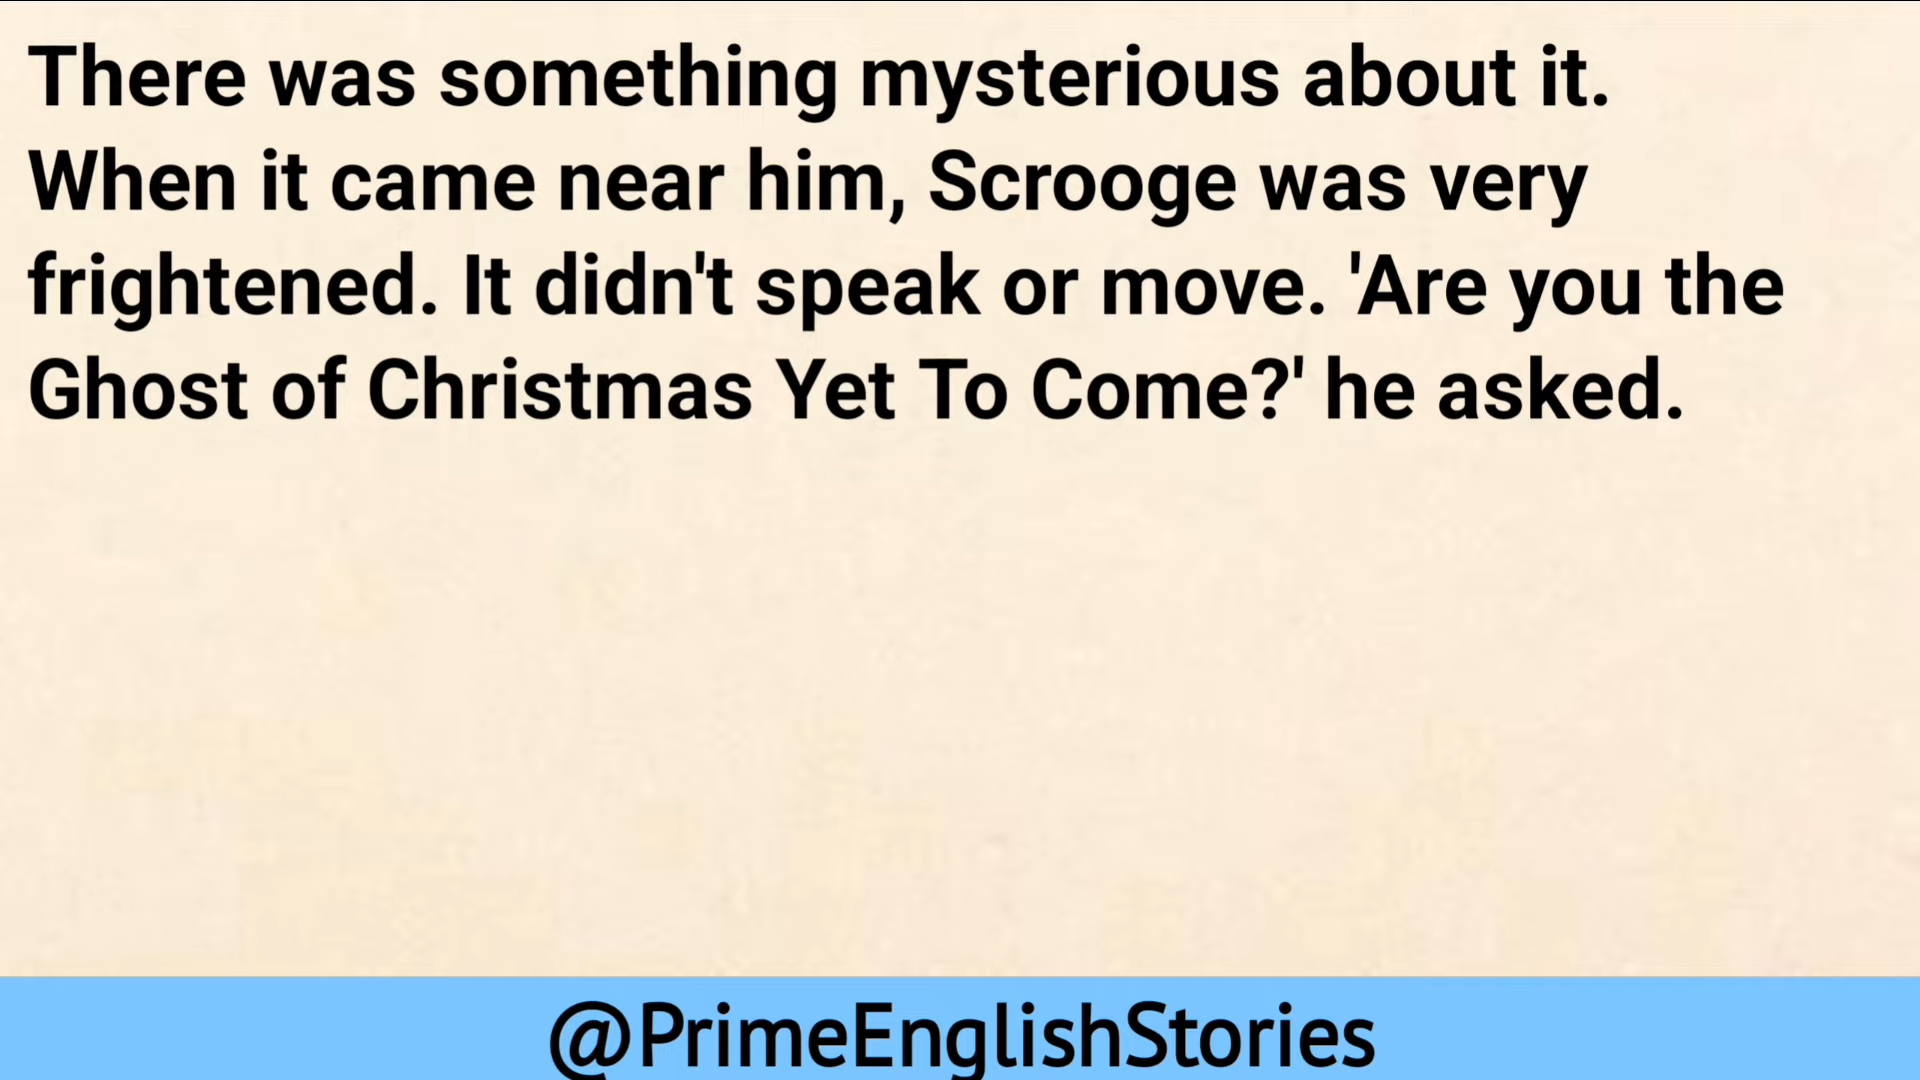 There was something mysterious about it.
When it came near him, Scrooge was very
frightened. It didn't speak or move. 'Are you the
Ghost of Christmas Yet To Come?' he asked.
@PrimeEnglishStories